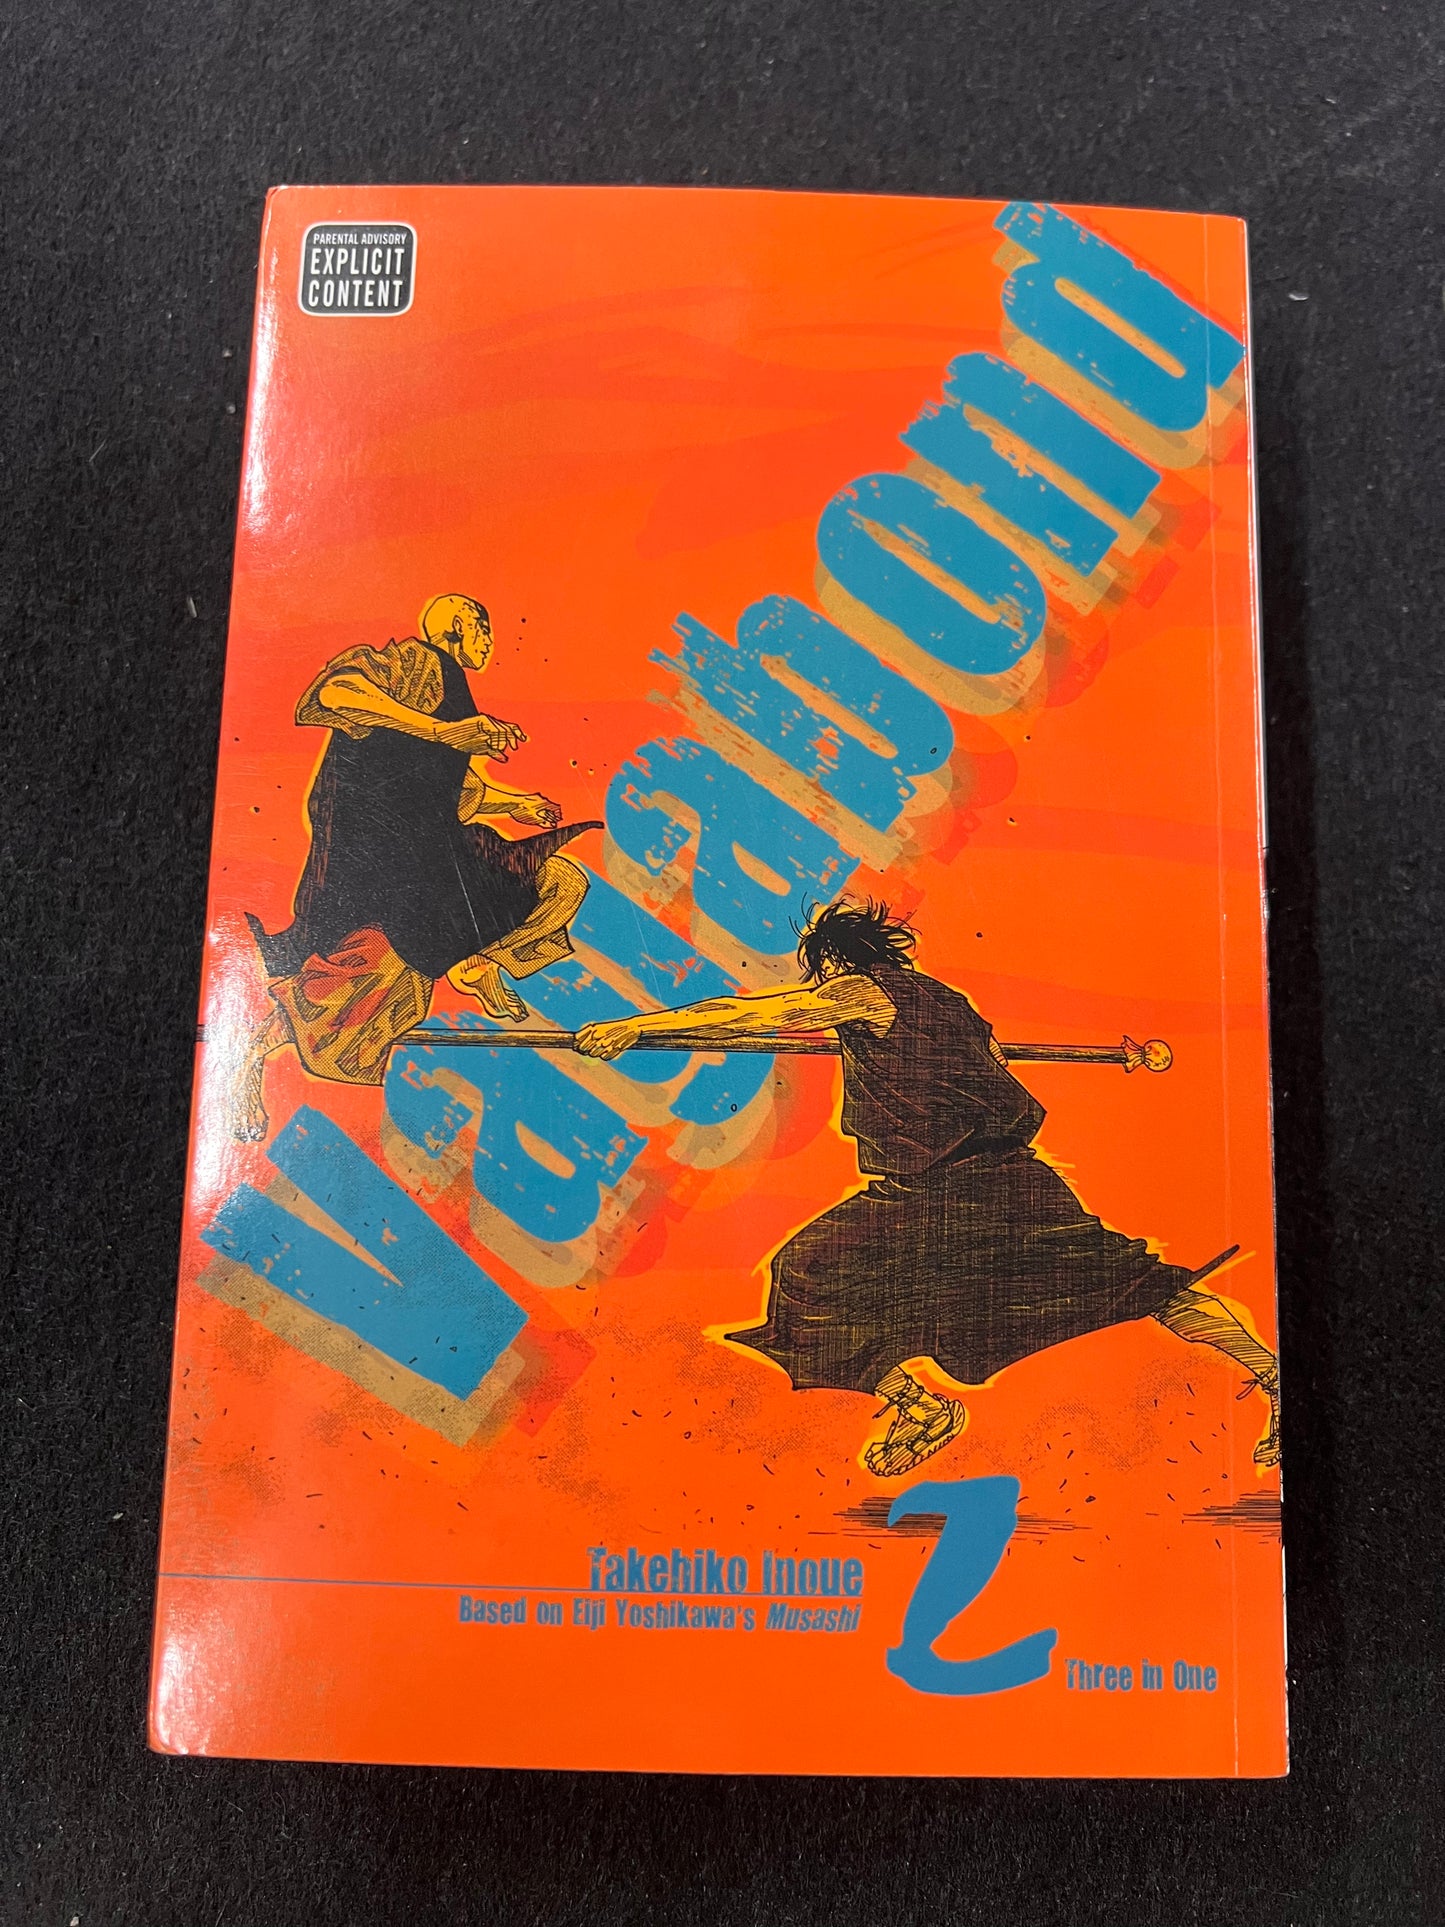 PARENTAL ADVISORY
EXPLICIT
CONTENT
Vagabond
Takehiko Inoue
Based on Eiji Yoshikawa's Musashi
2
Three in One